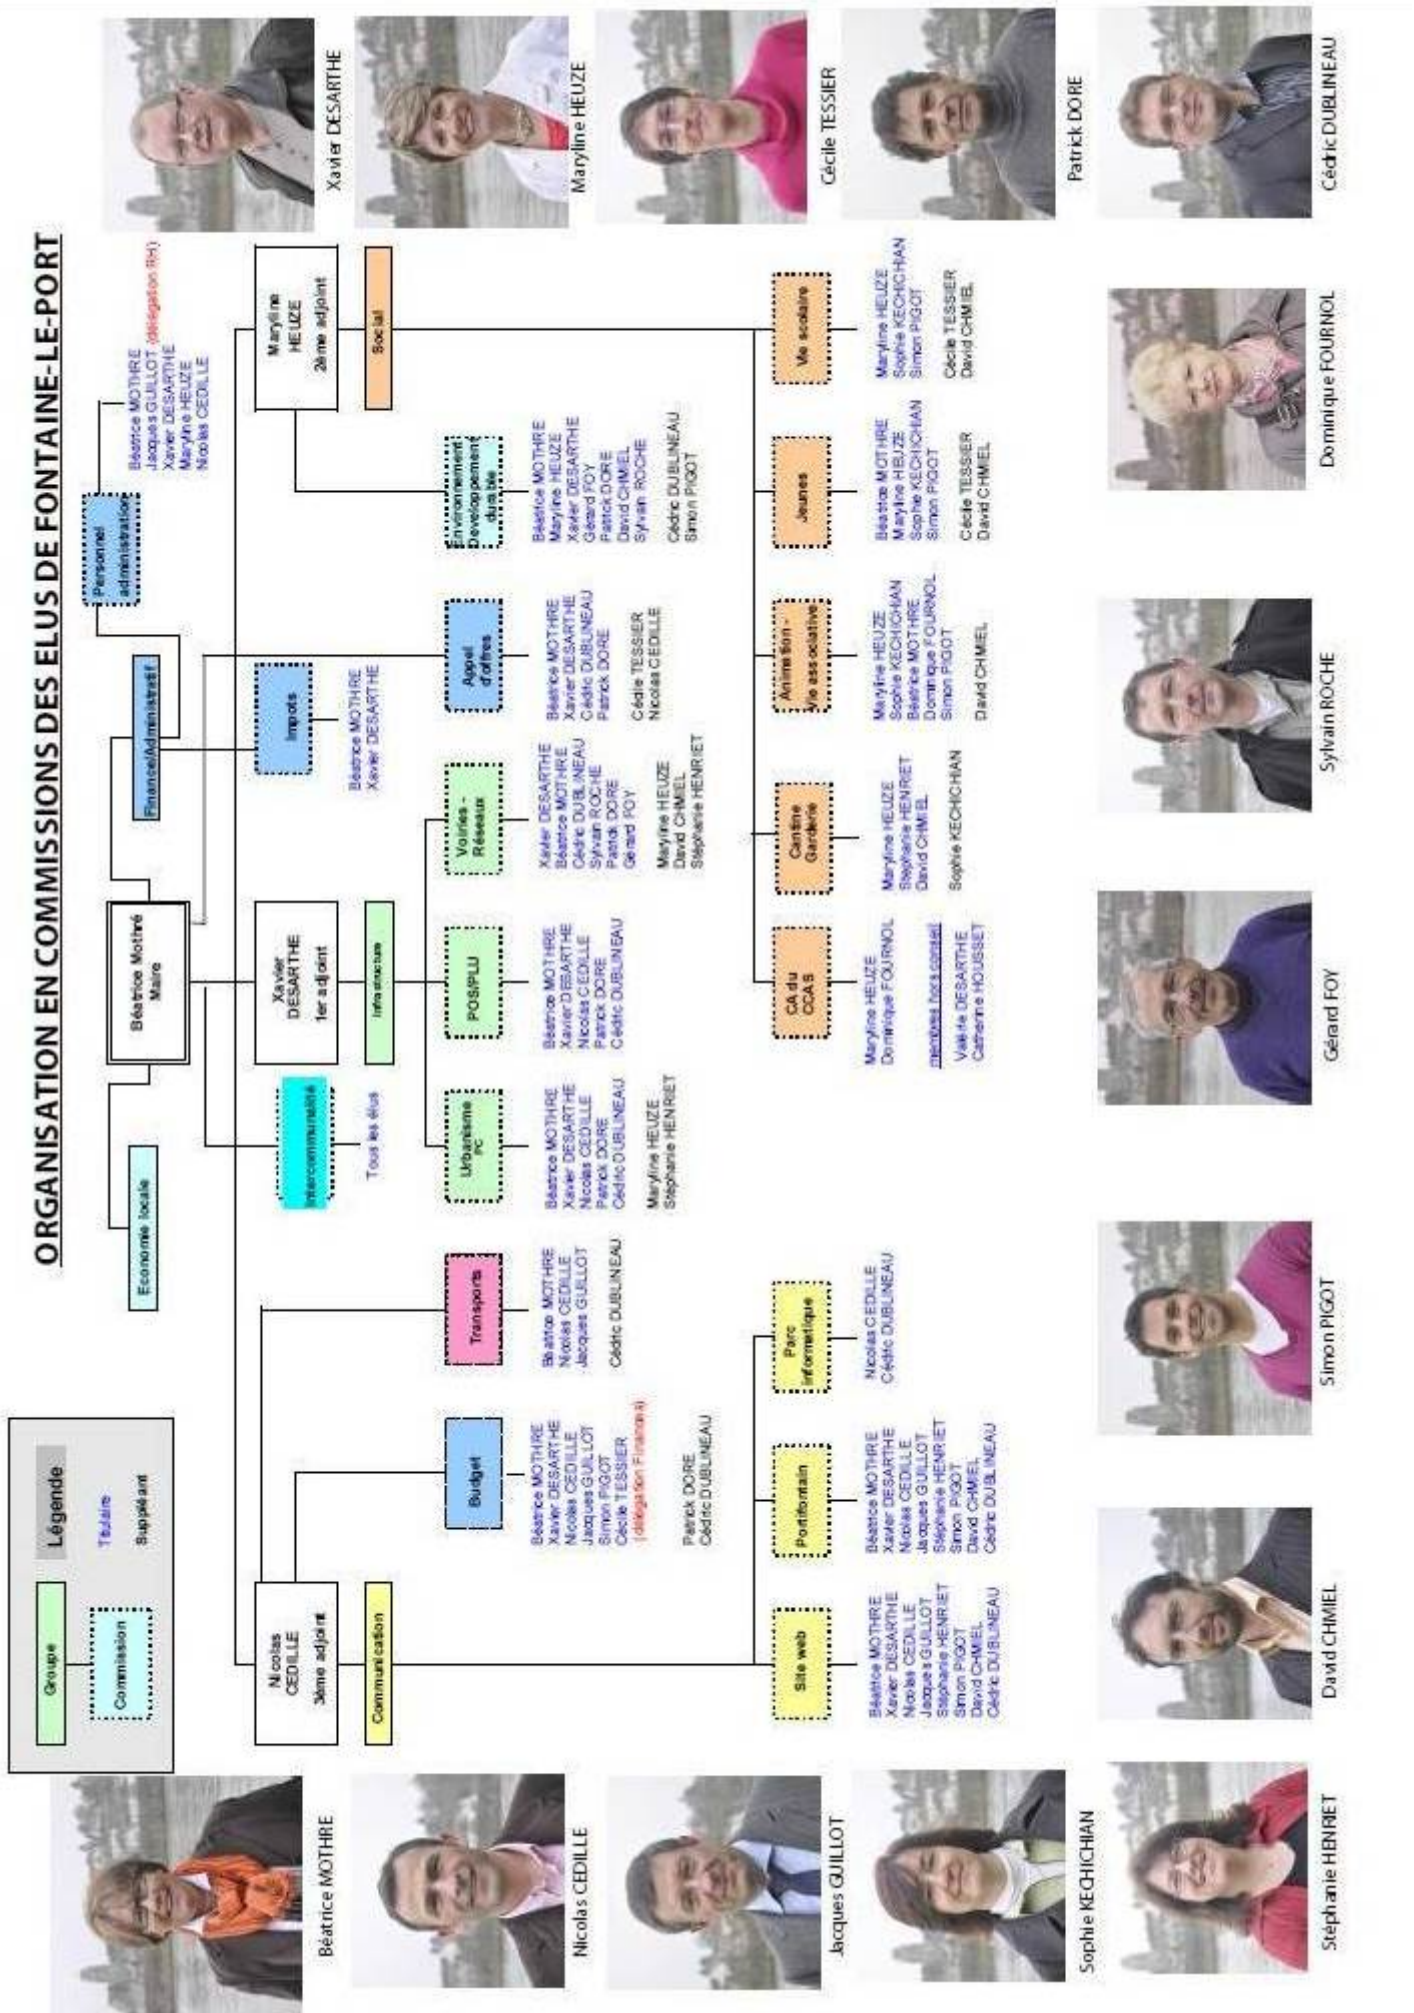 ORGANISATION EN COMMISSIONS DES ELUS DE FONTAINE-LE-PORT
Groupe
Légende
Commission
Titulaire
Suppléant
Béatrice Mothré
Maire
Economie locale
Finance/Administratif
Personnel
administration
Béatrice MOTHRE
Jacques GUILLOT (délégation RH)
Xavier DESARTHE
Maryline HEUZE
Nicolas CEDILLE
Nicolas
CEDILLE
3ème adjoint
Intercommunalité
Tous les élus
Xavier
DESARTHE
1er adjoint
Impots
Béatrice MOTHRE
Xavier DESARTHE
Maryline
HEUZE
2ème adjoint
Communication
Infrastructure
Social
Budget
Béatrice MOTHRE
Xavier DESARTHE
Nicolas CEDILLE
Jacques GUILLOT
Simon PIGOT
Cécile TESSIER
(délégation Finances)
Patrick DORE
Cédric DUBLINEAU
Transports
Béatrice MOTHRE
Nicolas CEDILLE
Jacques GUILLOT
Cédric DUBLINEAU
Urbanisme
PC
Béatrice MOTHRE
Xavier DESARTHE
Nicolas CEDILLE
Patrick DORE
Cédric DUBLINEAU
Maryline HEUZE
Stéphanie HENRIET
POS/PLU
Béatrice MOTHRE
Xavier DESARTHE
Nicolas CEDILLE
Patrick DORE
Cédric DUBLINEAU
Voiries -
Réseaux
Xavier DESARTHE
Béatrice MOTHRE
Cédric DUBLINEAU
Sylvain ROCHE
Patrick DORE
Gérard FOY
Maryline HEUZE
David CHMIEL
Stéphanie HENRIET
Appel
d'offres
Béatrice MOTHRE
Xavier DESARTHE
Cédric DUBLINEAU
Patrick DORE
Cécile TESSIER
Nicolas CEDILLE
Environnement
Developpement
durable
Béatrice MOTHRE
Maryline HEUZE
Xavier DESARTHE
Gérard FOY
Patrick DORE
David CHMIEL
Sylvain ROCHE
Cédric DUBLINEAU
Simon PIGOT
Site web
Béatrice MOTHRE
Xavier DESARTHE
Nicolas CEDILLE
Jacques GUILLOT
Stéphanie HENRIET
Simon PIGOT
David CHMIEL
Cédric DUBLINEAU
Portifontain
Béatrice MOTHRE
Xavier DESARTHE
Nicolas CEDILLE
Jacques GUILLOT
Stéphanie HENRIET
Simon PIGOT
David CHMIEL
Cédric DUBLINEAU
Parc
informatique
Nicolas CEDILLE
Cédric DUBLINEAU
CA du
CCAS
Maryline HEUZE
Dominique FOURNOL
membres hors conseil
Valérie DESARTHE
Catherine HOUSSET
Cantine
Garderie
Maryline HEUZE
Stéphanie HENRIET
David CHMIEL
Sophie KECHICHIAN
Animation -
Vie associative
Maryline HEUZE
Sophie KECHICHIAN
Béatrice MOTHRE
Dominique FOURNOL
Simon PIGOT
David CHMIEL
Jeunes
Béatrice MOTHRE
Maryline HEUZE
Sophie KECHICHIAN
Simon PIGOT
Cécile TESSIER
David CHMIEL
Vie scolaire
Maryline HEUZE
Sophie KECHICHIAN
Simon PIGOT
Cécile TESSIER
David CHMIEL
Béatrice MOTHRE
Nicolas CEDILLE
Jacques GUILLOT
Sophie KECHICHIAN
Stéphanie HENRIET
David CHMIEL
Simon PIGOT
Gérard FOY
Sylvain ROCHE
Dominique FOURNOL
Cédric DUBLINEAU
Patrick DORE
Cécile TESSIER
Maryline HEUZE
Xavier DESARTHE